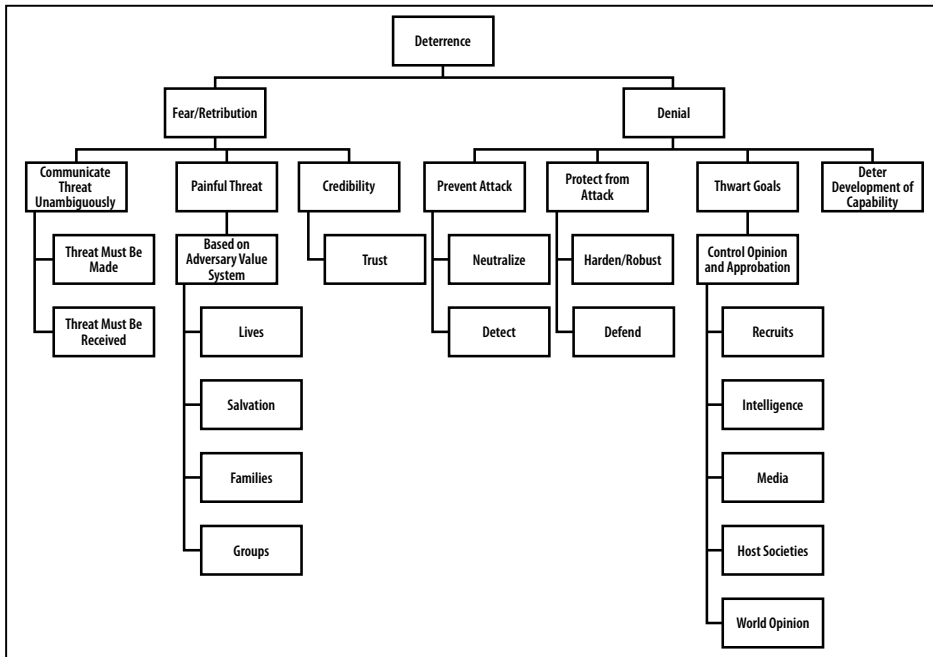 Deterrence
Fear/Retribution
Denial
Communicate
Threat
Unambiguously
Painful Threat
Credibility
Prevent Attack
Protect from
Attack
Thwart Goals
Deter
Development of
Capability
Threat Must Be
Made
Based on
Adversary Value
System
Trust
Neutralize
Harden/Robust
Control Opinion
and Approbation
Threat Must Be
Received
Lives
Detect
Defend
Recruits
Salvation
Intelligence
Families
Media
Groups
Host Societies
World Opinion